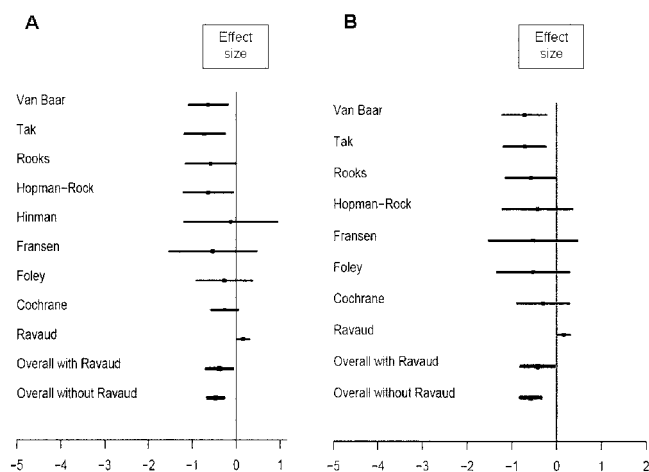 A
Effect
size
Van Baar
Tak
Rooks
Hopman-Rock
Hinman
Fransen
Foley
Cochrane
Ravaud
Overall with Ravaud
Overall without Ravaud
−5 −4 −3 −2 −1 0 1
B
Effect
size
Van Baar
Tak
Rooks
Hopman-Rock
Fransen
Foley
Cochrane
Ravaud
Overall with Ravaud
Overall without Ravaud
−5 −4 −3 −2 −1 0 1 2